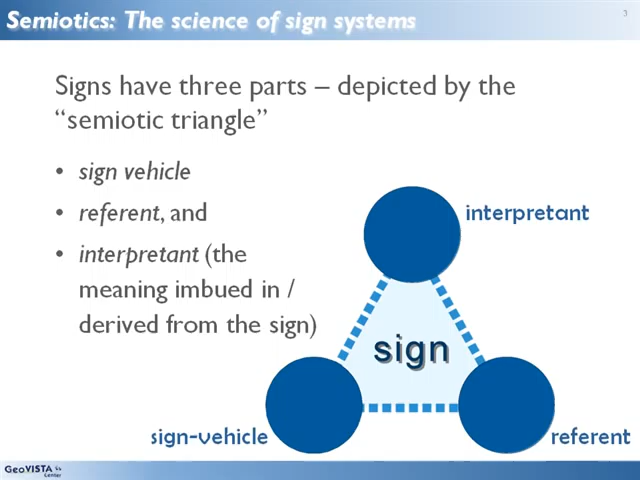 Semiotics: The science of sign systems
3
Signs have three parts – depicted by the
“semiotic triangle”
• sign vehicle
• referent, and
• interpretant (the
meaning imbued in /
derived from the sign)
interpretant
sign
sign-vehicle
referent
GeoVISTA
Center